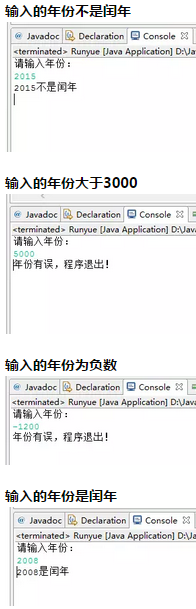 输入的年份不是闰年
@ Javadoc Declaration Console
<terminated> Runyue [Java Application] D:\Ja
请输入年份：
2015
2015不是闰年
输入的年份大于3000
@ Javadoc Declaration Console
<terminated> Runyue [Java Application] D:\Java
请输入年份：
5000
年份有误，程序退出！
输入的年份为负数
@ Javadoc Declaration Console
<terminated> Runyue [Java Application] D:\Java
请输入年份：
-1200
年份有误，程序退出！
输入的年份是闰年
@ Javadoc Declaration Console
<terminated> Runyue [Java Application] D:\Ja
请输入年份：
2008
2008是闰年